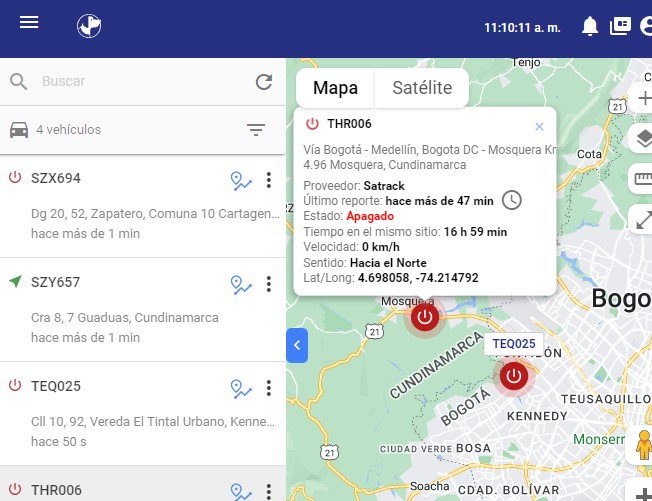 11:10:11 a. m.
Buscar
4 vehículos
SZX694
Dg 20, 52, Zapatero, Comuna 10 Cartagen...
hace más de 1 min
SZY657
Cra 8, 7 Guaduas, Cundinamarca
hace más de 1 min
TEQ025
Cll 10, 92, Vereda El Tintal Urbano, Kenne...
hace 50 s
THR006
Tenjo
Mapa
Satélite
21
THR006
Vía Bogotá - Medellín, Bogota DC - Mosquera Kr
4.96 Mosquera, Cundinamarca
Proveedor: Satrack
Último reporte: hace más de 47 min
Estado: Apagado
Tiempo en el mismo sitio: 16 h 59 min
Velocidad: 0 km/h
Sentido: Hacia el Norte
Lat/Long: 4.698058, -74.214792
Cota
Bogo
Mosquera
21
TEQ025
CUNDINAMARCA
BOGOTÁ
TEUSAQUILLO
KENNEDY
Monserr
CIUDAD VERDE
BOSA
21
Soacha
CDAD. BOLÍVAR